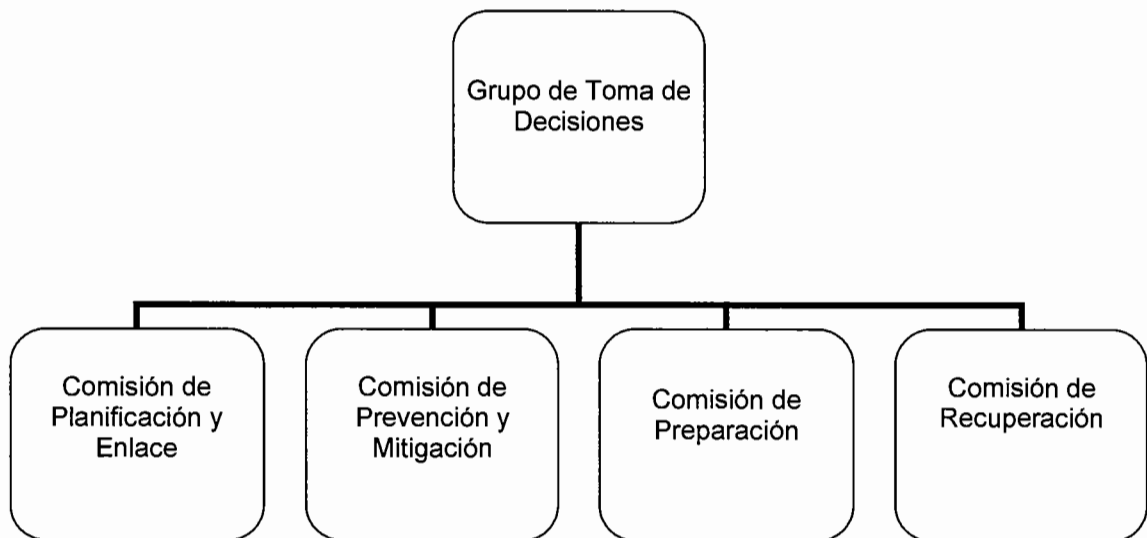 Grupo de Toma de
Decisiones
Comisión de
Planificación y
Enlace
Comisión de
Prevención y
Mitigación
Comisión de
Preparación
Comisión de
Recuperación